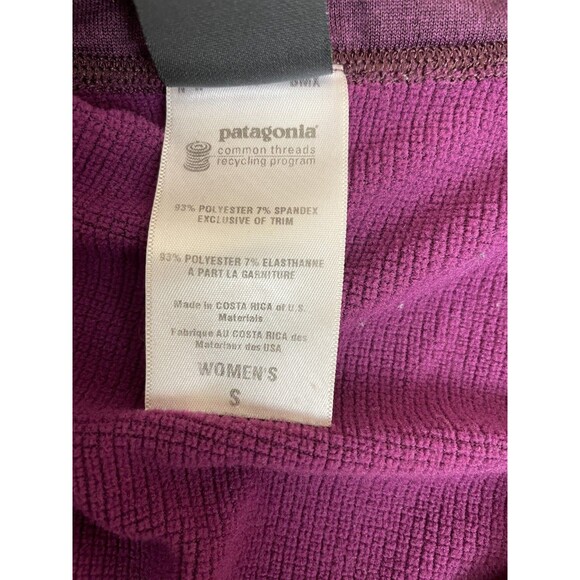 BMX
patagonia®
common threads
recycling program
93% POLYESTER 7% SPANDEX
EXCLUSIVE OF TRIM
93% POLYESTER 7% ELASTHANNE
À PART LA GARNITURE
Made in COSTA RICA of U.S.
Materials
Fabriqué AU COSTA RICA des
Materiaux des USA
WOMEN'S
S